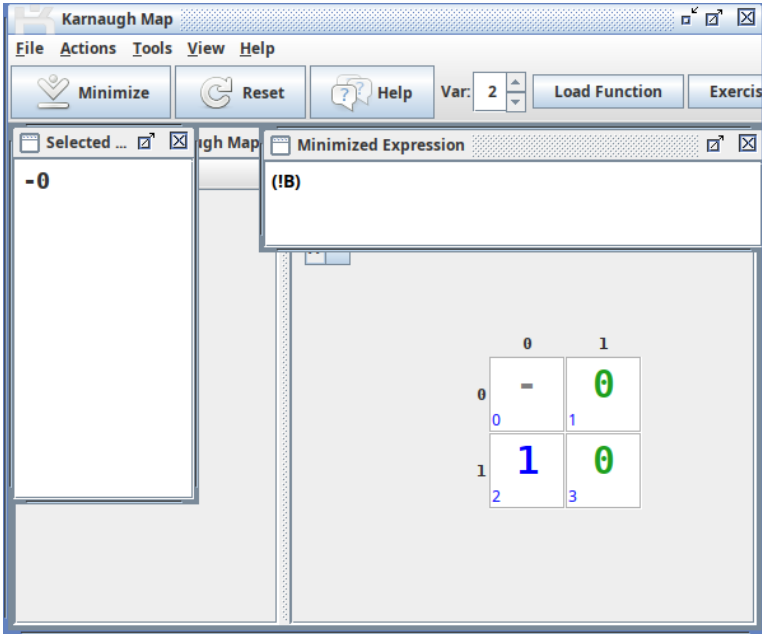 Karnaugh Map
File Actions Tools View Help
Minimize Reset Help Var: 2 Load Function Exercis
Selected ... ugh Map Minimized Expression
-0
(!B)
0 1
0 - 0
0 1
1 1 0
2 3